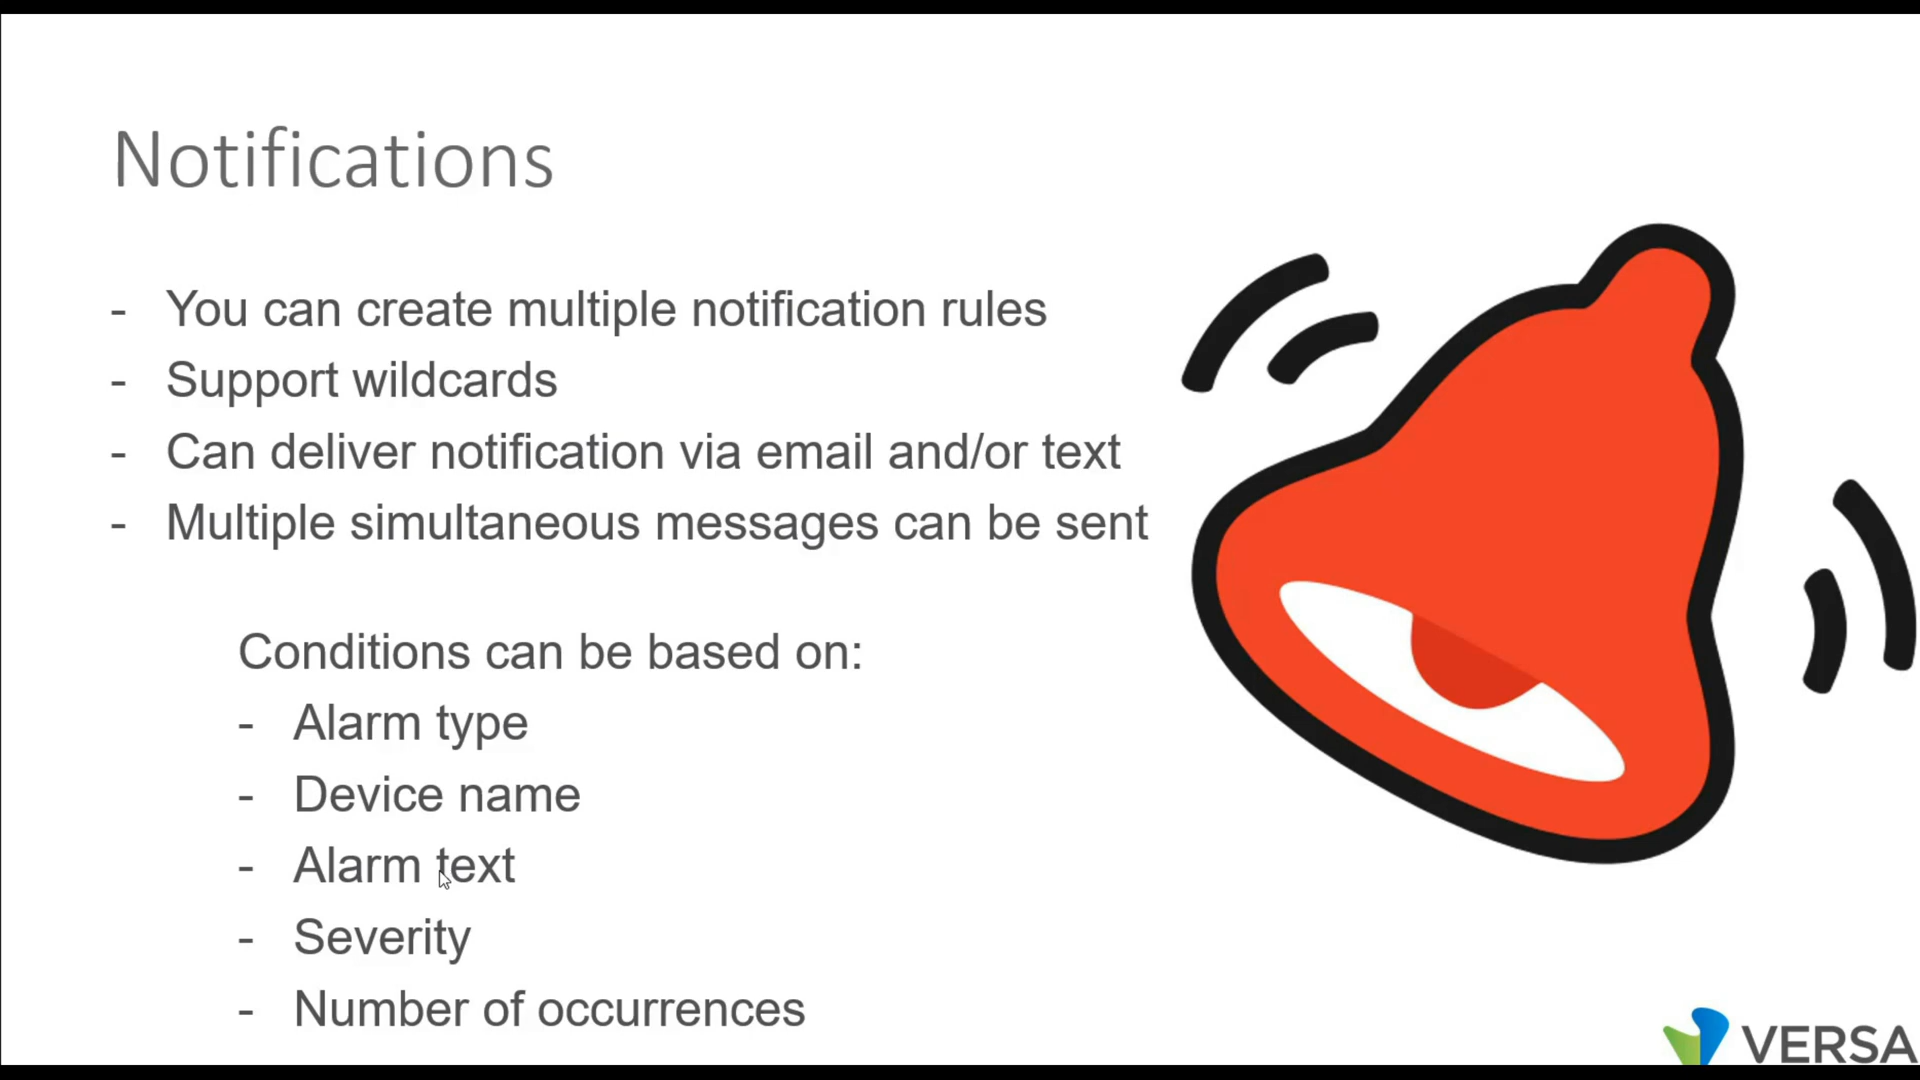 Notifications
- You can create multiple notification rules
- Support wildcards
- Can deliver notification via email and/or text
- Multiple simultaneous messages can be sent
Conditions can be based on:
- Alarm type
- Device name
- Alarm text
- Severity
- Number of occurrences
VERSA